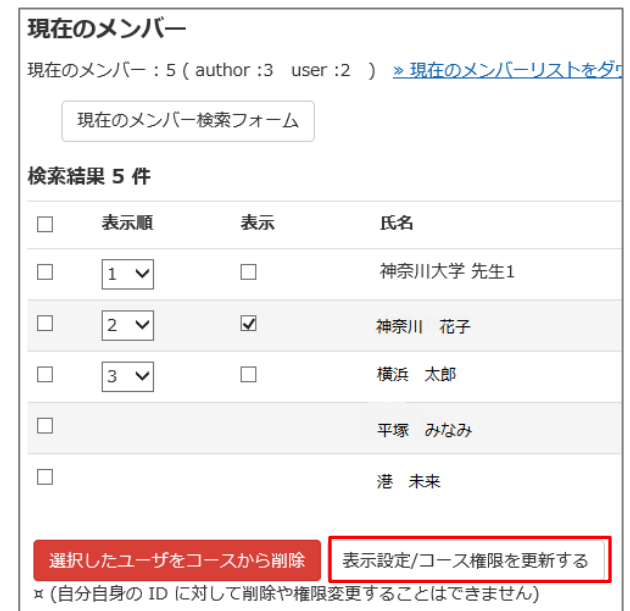 現在のメンバー
現在のメンバー：5 ( author :3 user :2 ) » 現在のメンバーリストをダ
現在のメンバー検索フォーム
検索結果 5 件
表示順 表示 氏名
1 神奈川大学 先生1
2 神奈川 花子
3 横浜 太郎
平塚 みなみ
港 未来
選択したユーザをコースから削除 表示設定/コース権限を更新する
¤ (自分自身の ID に対して削除や権限変更することはできません)